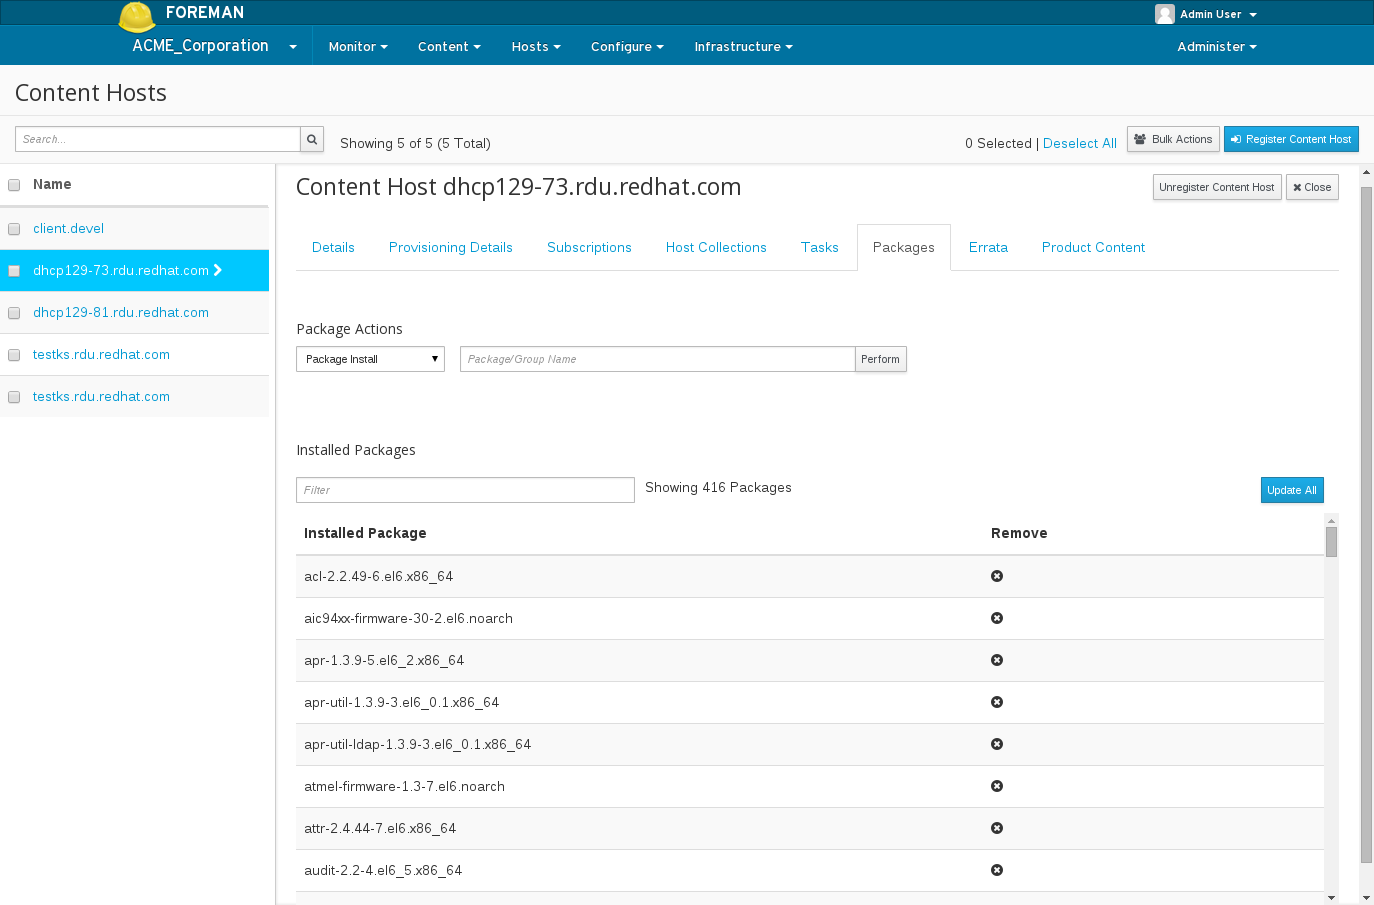 FOREMAN
Admin User
ACME_Corporation
Monitor
Content
Hosts
Configure
Infrastructure
Administer
Content Hosts
Search...
Showing 5 of 5 (5 Total)
0 Selected | Deselect All
Bulk Actions
Register Content Host
Name
client.devel
dhcp129-73.rdu.redhat.com
dhcp129-81.rdu.redhat.com
testks.rdu.redhat.com
testks.rdu.redhat.com
Content Host dhcp129-73.rdu.redhat.com
Unregister Content Host
Close
Details
Provisioning Details
Subscriptions
Host Collections
Tasks
Packages
Errata
Product Content
Package Actions
Package Install
Package/Group Name
Perform
Installed Packages
Filter
Showing 416 Packages
Update All
Installed Package
Remove
acl-2.2.49-6.el6.x86_64
aic94xx-firmware-30-2.el6.noarch
apr-1.3.9-5.el6_2.x86_64
apr-util-1.3.9-3.el6_0.1.x86_64
apr-util-ldap-1.3.9-3.el6_0.1.x86_64
atmel-firmware-1.3-7.el6.noarch
attr-2.4.44-7.el6.x86_64
audit-2.2-4.el6_5.x86_64